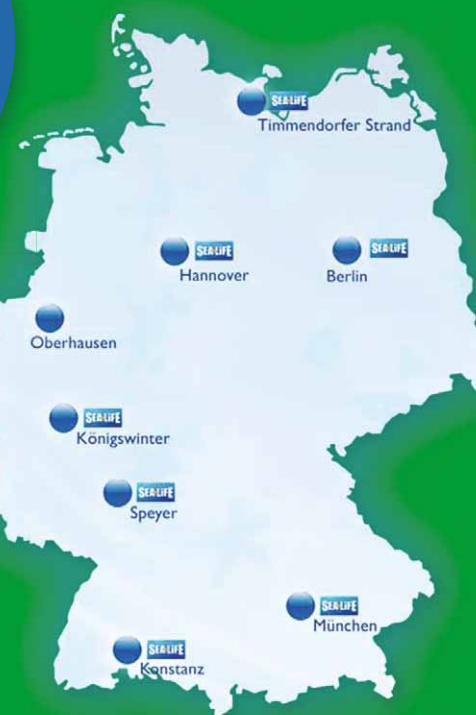 SEA LIFE
Timmendorfer Strand
SEA LIFE
Hannover
SEA LIFE
Berlin
Oberhausen
SEA LIFE
Königswinter
SEA LIFE
Speyer
SEA LIFE
München
SEA LIFE
Konstanz